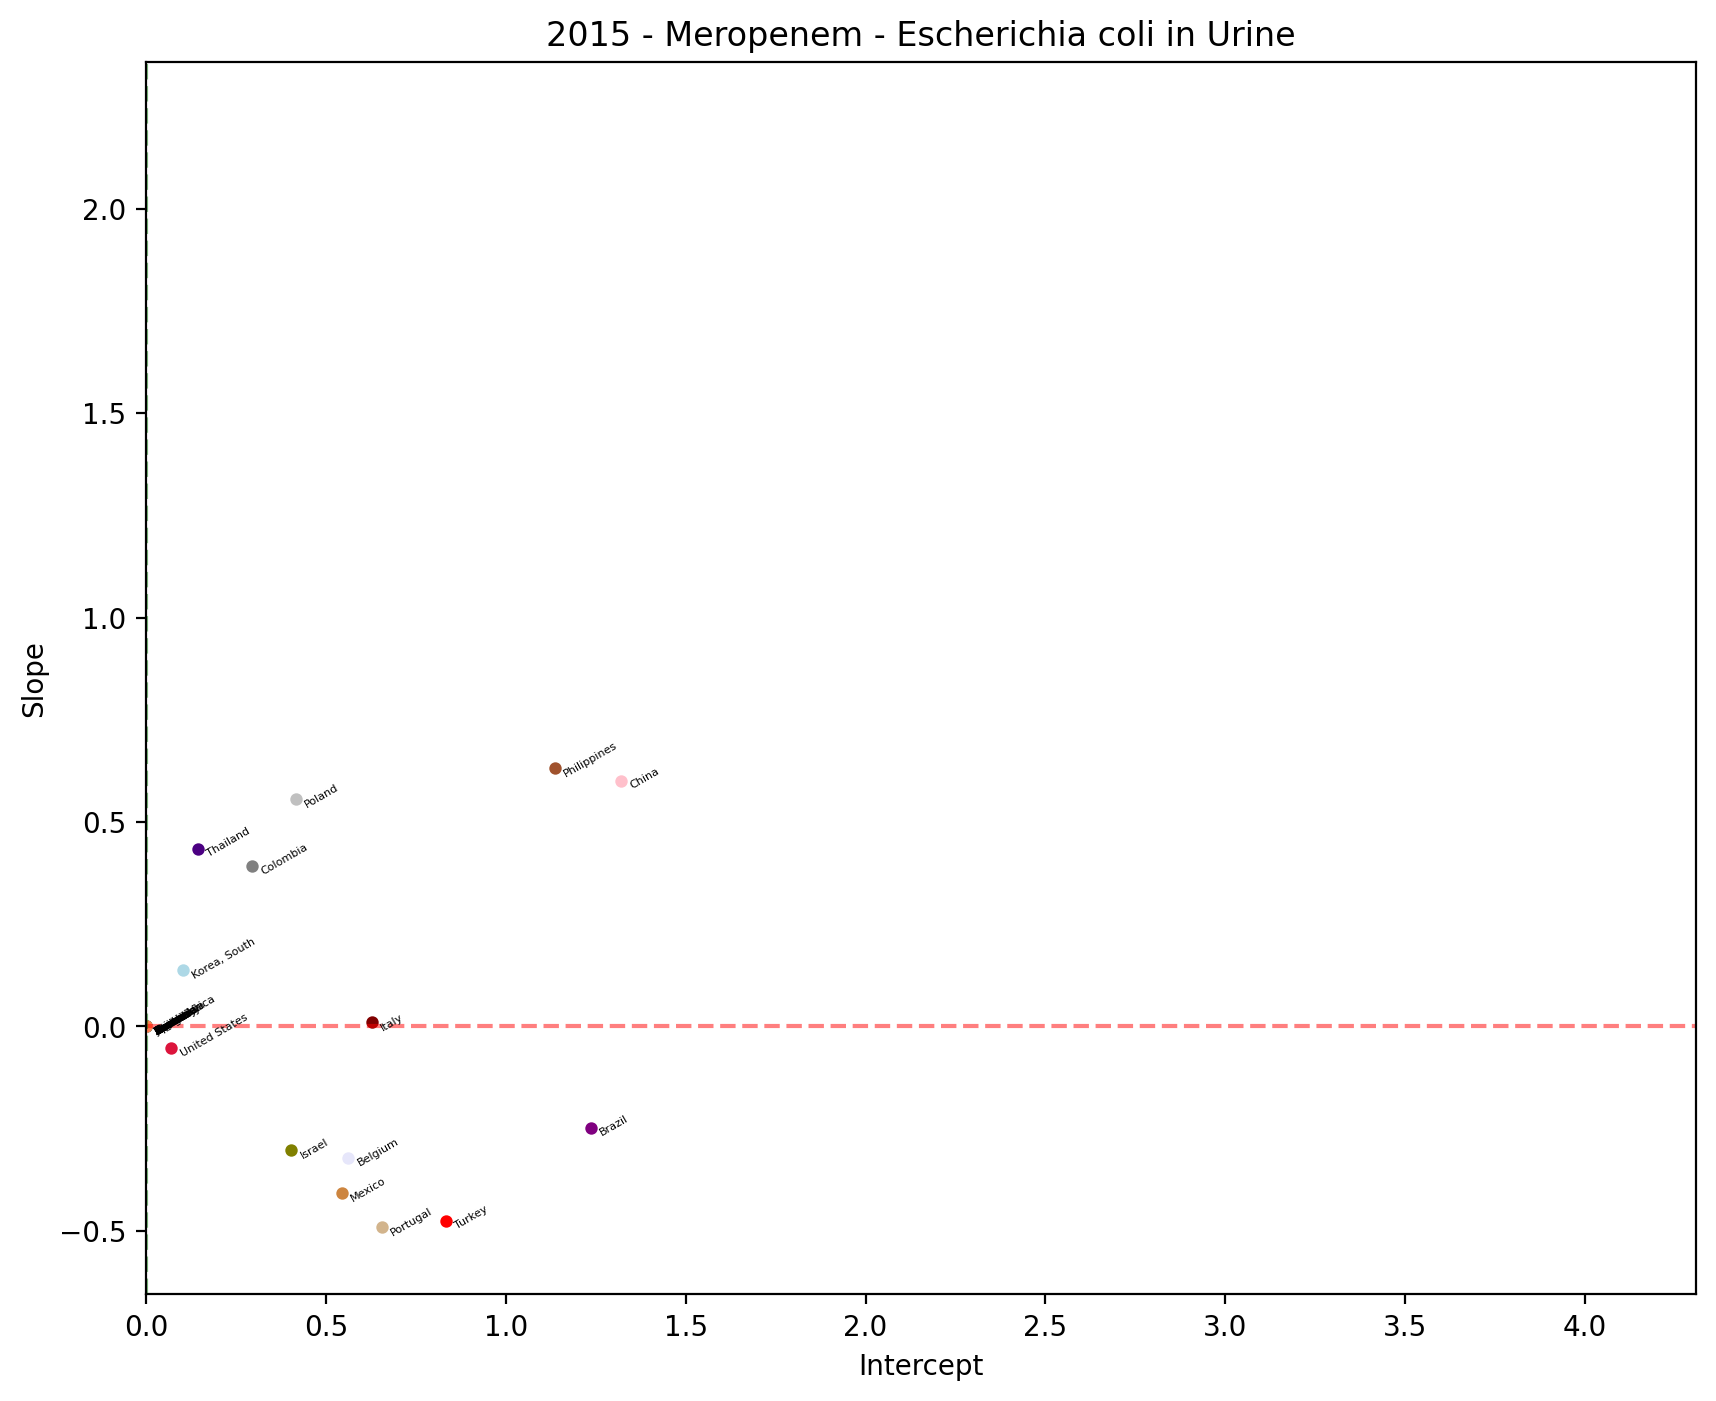 2015 - Meropenem - Escherichia coli in Urine
2.0
1.5
1.0
Slope
Philippines
China
Poland
0.5
Thailand
Colombia
Korea, South
0.0
United States
Italy
Brazil
Israel
Belgium
Mexico
Portugal
Turkey
−0.5
0.0 0.5 1.0 1.5 2.0 2.5 3.0 3.5 4.0
Intercept